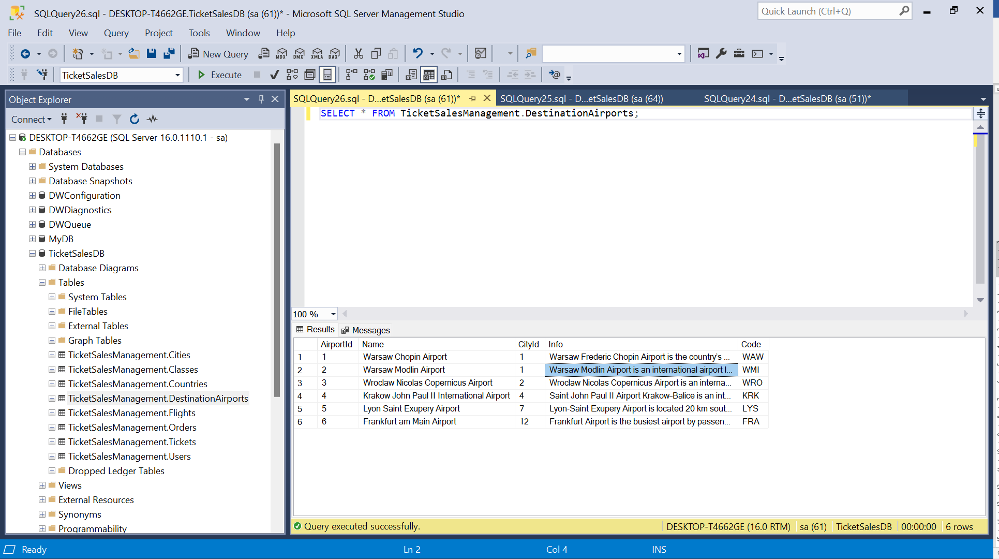 SQLQuery26.sql - DESKTOP-T4662GE.TicketSalesDB (sa (61))* - Microsoft SQL Server Management Studio
Quick Launch (Ctrl+Q)
File Edit View Query Project Tools Window Help
New Query MDX DMX XMLA DAX
TicketSalesDB Execute
Object Explorer
SQLQuery26.sql - D...etSalesDB (sa (61))* SQLQuery25.sql - D...etSalesDB (sa (64)) SQLQuery24.sql - D...etSalesDB (sa (51))*
Connect
DESKTOP-T4662GE (SQL Server 16.0.1110.1 - sa)
Databases
System Databases
Database Snapshots
DWConfiguration
DWDiagnostics
DWQueue
MyDB
TicketSalesDB
Database Diagrams
Tables
System Tables
FileTables
External Tables
Graph Tables
TicketSalesManagement.Cities
TicketSalesManagement.Classes
TicketSalesManagement.Countries
TicketSalesManagement.DestinationAirports
TicketSalesManagement.Flights
TicketSalesManagement.Orders
TicketSalesManagement.Tickets
TicketSalesManagement.Users
Dropped Ledger Tables
Views
External Resources
Synonyms
Programmability
SELECT * FROM TicketSalesManagement.DestinationAirports;
100 %
Results Messages
AirportId Name CityId Info Code
1 1 Warsaw Chopin Airport 1 Warsaw Frederic Chopin Airport is the country's ... WAW
2 2 Warsaw Modlin Airport 1 Warsaw Modlin Airport is an international airport l... WMI
3 3 Wroclaw Nicolas Copernicus Airport 2 Wroclaw Nicolas Copernicus Airport is an interna... WRO
4 4 Krakow John Paul II International Airport 4 Saint John Paul II Airport Krakow–Balice is an int... KRK
5 5 Lyon Saint Exupery Airport 7 Lyon-Saint Exupery Airport is located 20 km sout... LYS
6 6 Frankfurt am Main Airport 12 Frankfurt Airport is the busiest airport by passen... FRA
Query executed successfully. DESKTOP-T4662GE (16.0 RTM) sa (61) TicketSalesDB 00:00:00 6 rows
Ready Ln 2 Col 4 INS